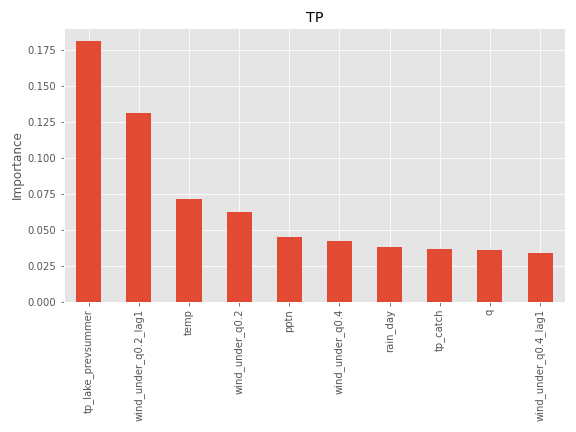 TP
Importance
0.175
0.150
0.125
0.100
0.075
0.050
0.025
0.000
tp_lake_prevsummer
wind_under_q0.2_lag1
temp
wind_under_q0.2
pptn
wind_under_q0.4
rain_day
tp_catch
q
wind_under_q0.4_lag1